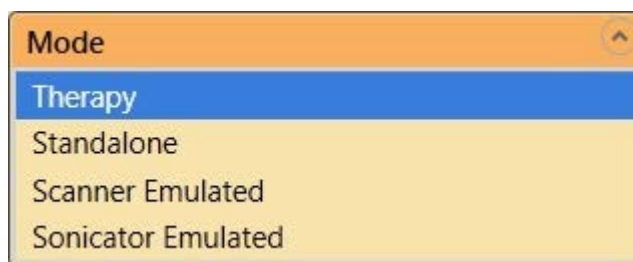 Mode
Therapy
Standalone
Scanner Emulated
Sonicator Emulated